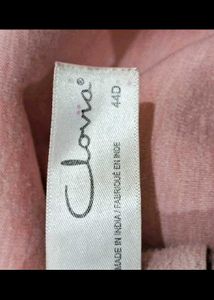 Clovia®
44D
MADE IN INDIA / FABRIQUÉ EN INDE